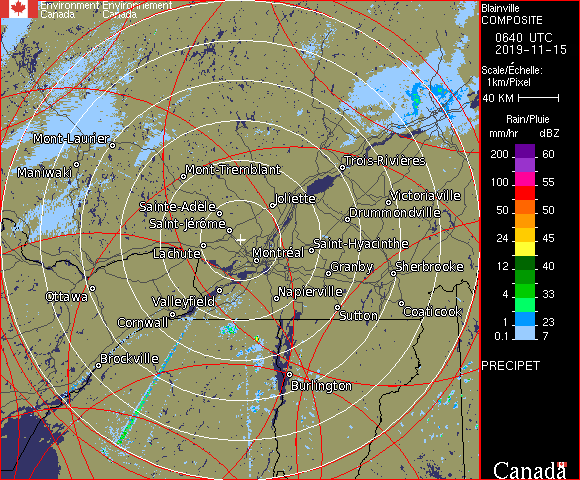 Environment Environnement
Canada Canada
Blainville
COMPOSITE
0640 UTC
2019-11-15
Scale/Échelle:
1km/Pixel
40 KM
Rain/Pluie
mm/hr dBZ
200 60
100 55
50 50
24 45
12 40
4 33
1 23
0.1 7
PRECIPET
Canada
Mont-Laurier
Maniwaki
Mont-Tremblant
Trois-Rivières
Sainte-Adèle
Joliette
Victoriaville
Saint-Jérôme
Drummondville
Lachute
Montréal
Saint-Hyacinthe
Granby
Sherbrooke
Ottawa
Valleyfield
Napierville
Cornwall
Sutton
Coaticook
Brockville
Burlington